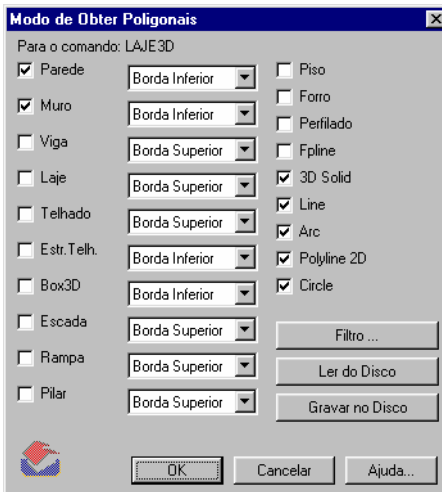 Modo de Obter Poligonais
Para o comando: LAJE3D
Parede Borda Inferior
Muro Borda Inferior
Viga Borda Superior
Laje Borda Superior
Telhado Borda Superior
Estr.Telh. Borda Inferior
Box3D Borda Inferior
Escada Borda Superior
Rampa Borda Superior
Pilar Borda Superior
Piso
Forro
Perfilado
Fpline
3D Solid
Line
Arc
Polyline 2D
Circle
Filtro ...
Ler do Disco
Gravar no Disco
OK Cancelar Ajuda...